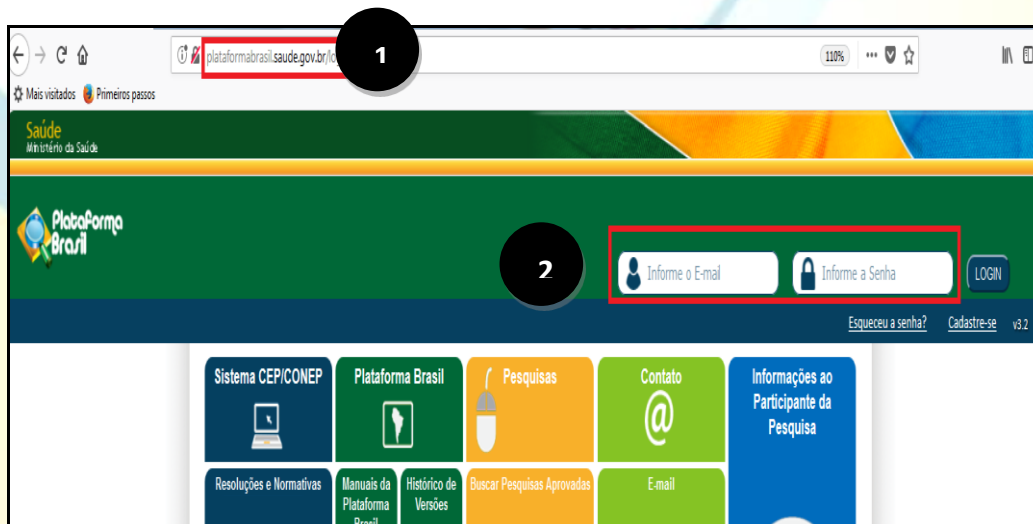 1
plataformabrasil.saude.gov.br/lo
110%
Mais visitados Primeiros passos
Saúde
Ministério da Saúde
Plataforma
Brasil
2
Informe o E-mail
Informe a Senha
LOGIN
Esqueceu a senha? Cadastre-se v3.2
Sistema CEP/CONEP
Plataforma Brasil
Pesquisas
Contato
@
Informações ao
Participante da
Pesquisa
Resoluções e Normativas
Manuais da
Plataforma
Brasil
Histórico de
Versões
Buscar Pesquisas Aprovadas
E-mail